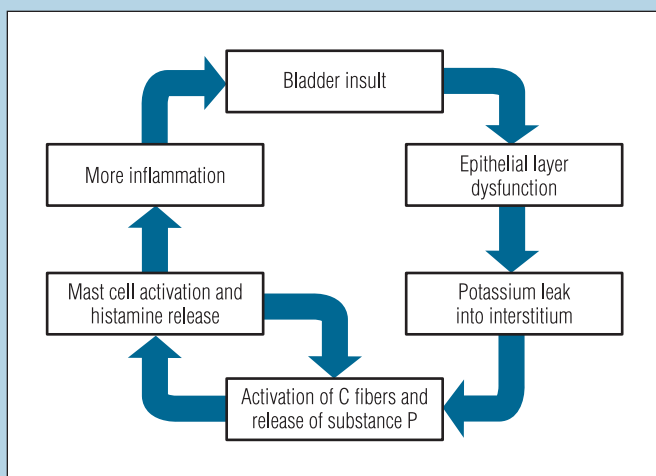 Bladder insult
Epithelial layer
dysfunction
Potassium leak
into interstitium
Activation of C fibers and
release of substance P
Mast cell activation and
histamine release
More inflammation